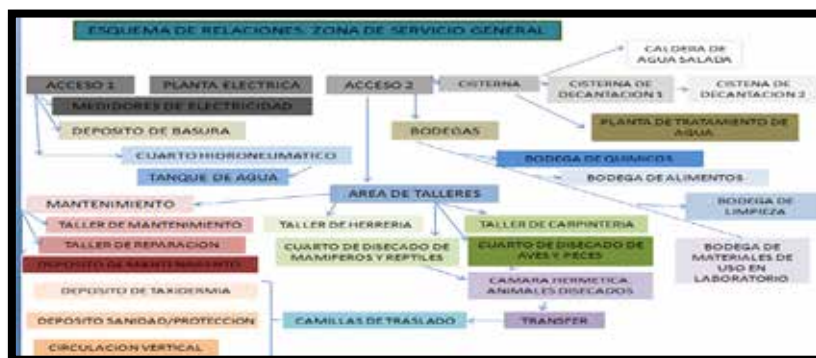 ESQUEMA DE RELACIONES: ZONA DE SERVICIO GENERAL
CALDERA DE
AGUA SALADA
ACCESO 1
PLANTA ELECTRICA
ACCESO 2
CISTERNA
CISTERNA DE
DECANTACION 1
CISTENA DE
DECANTACION 2
MEDIDORES DE ELECTRICIDAD
DEPOSITO DE BASURA
BODEGAS
PLANTA DE TRATAMIENTO DE
AGUA
CUARTO HIDRONEUMATICO
BODEGA DE QUIMICOS
TANQUE DE AGUA
BODEGA DE ALIMENTOS
AREA DE TALLERES
MANTENIMIENTO
BODEGA DE
LIMPIEZA
TALLER DE MANTENIMIENTO
TALLER DE HERRERIA
TALLER DE CARPINTERIA
TALLER DE REPARACION
CUARTO DE DISECADO DE
MAMIFEROS Y REPTILES
CUARTO DE DISECADO DE
AVES Y PECES
BODEGA DE
MATERIALES DE
USO EN
LABORATORIO
DEPOSITO DE MANTENIMIENTO
CAMARA HERMETICA
ANIMALES DISECADOS
DEPOSITO DE TAXIDERMIA
DEPOSITO SANIDAD/PROTECCION
CAMILLAS DE TRASLADO
TRANSFER
CIRCULACION VERTICAL